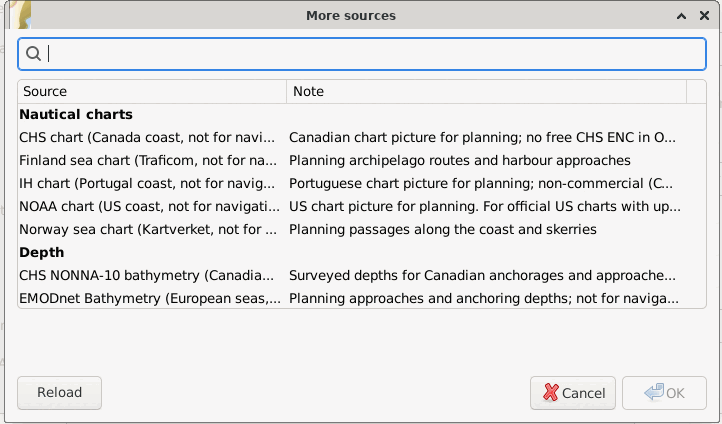 More sources
Source Note
Nautical charts
CHS chart (Canada coast, not for navi... Canadian chart picture for planning; no free CHS ENC in O...
Finland sea chart (Traficom, not for na... Planning archipelago routes and harbour approaches
IH chart (Portugal coast, not for navig... Portuguese chart picture for planning; non-commercial (C...
NOAA chart (US coast, not for navigati... US chart picture for planning. For official US charts with up...
Norway sea chart (Kartverket, not for ... Planning passages along the coast and skerries
Depth
CHS NONNA-10 bathymetry (Canadia... Surveyed depths for Canadian anchorages and approache...
EMODnet Bathymetry (European seas,... Planning approaches and anchoring depths; not for naviga...
Reload Cancel OK